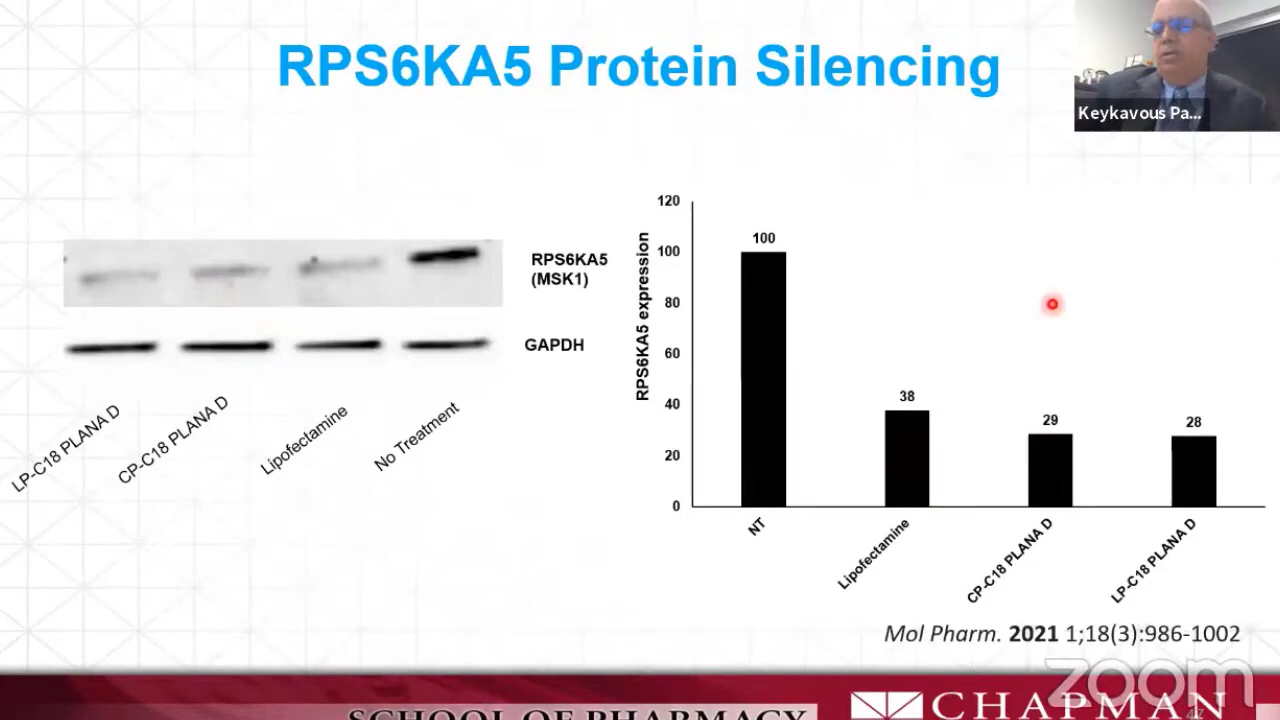 RPS6KA5 Protein Silencing
Keykavous Pa...
RPS6KA5
(MSK1)
GAPDH
LP-C18 PLANA D
CP-C18 PLANA D
Lipofectamine
No Treatment
RPS6KA5 expression
120
100
80
60
40
20
0
100
38
29
28
NT
Lipofectamine
CP-C18 PLANA D
LP-C18 PLANA D
Mol Pharm. 2021 1;18(3):986-1002
zoom
SCHOOL OF PHARMACY
CHAPMAN